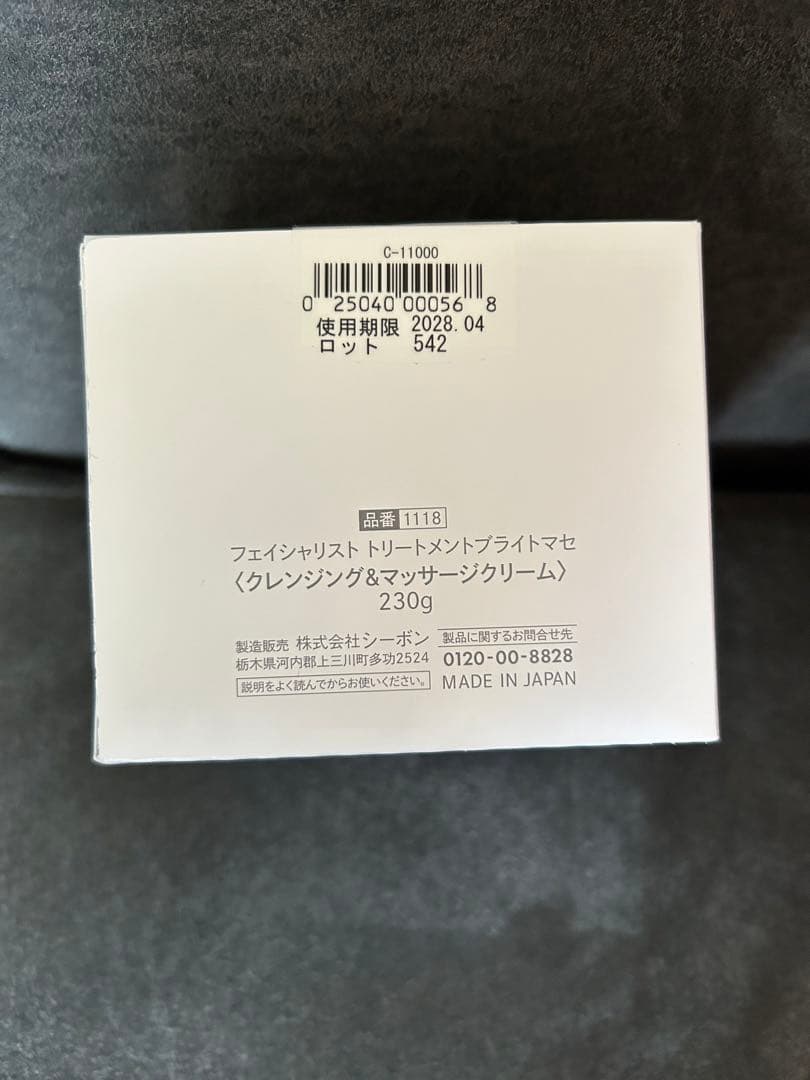 C-11000
0 25040 00056 8
使用期限 2028.04
ロット 542
品番 1118
フェイシャリスト トリートメントブライトマセ
〈クレンジング&マッサージクリーム〉
230g
製造販売 株式会社シーボン
栃木県河内郡上三川町多功2524
説明をよく読んでからお使いください。
製品に関するお問合せ先
0120-00-8828
MADE IN JAPAN